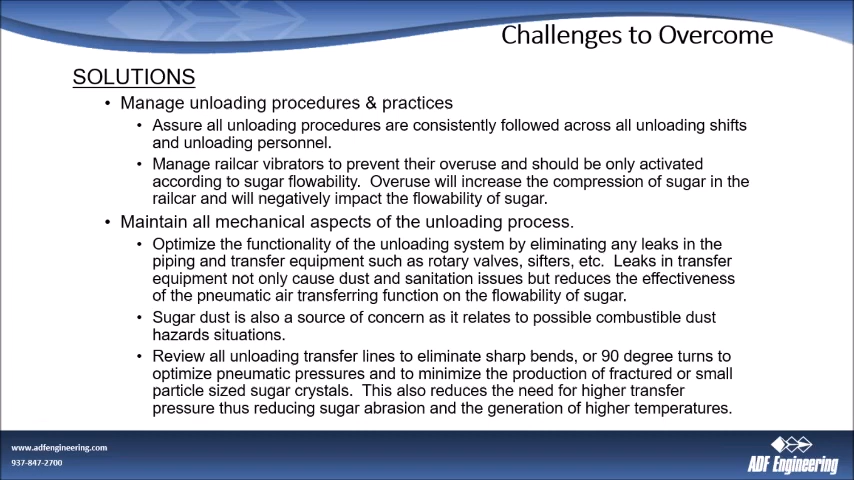 Challenges to Overcome
SOLUTIONS
• Manage unloading procedures & practices
• Assure all unloading procedures are consistently followed across all unloading shifts
and unloading personnel.
• Manage railcar vibrators to prevent their overuse and should be only activated
according to sugar flowability.  Overuse will increase the compression of sugar in the
railcar and will negatively impact the flowability of sugar.
• Maintain all mechanical aspects of the unloading process.
• Optimize the functionality of the unloading system by eliminating any leaks in the
piping and transfer equipment such as rotary valves, sifters, etc.  Leaks in transfer
equipment not only cause dust and sanitation issues but reduces the effectiveness
of the pneumatic air transferring function on the flowability of sugar.
• Sugar dust is also a source of concern as it relates to possible combustible dust
hazards situations.
• Review all unloading transfer lines to eliminate sharp bends, or 90 degree turns to
optimize pneumatic pressures and to minimize the production of fractured or small
particle sized sugar crystals.  This also reduces the need for higher transfer
pressure thus reducing sugar abrasion and the generation of higher temperatures.
www.adfengineering.com
937-847-2700
ADF Engineering